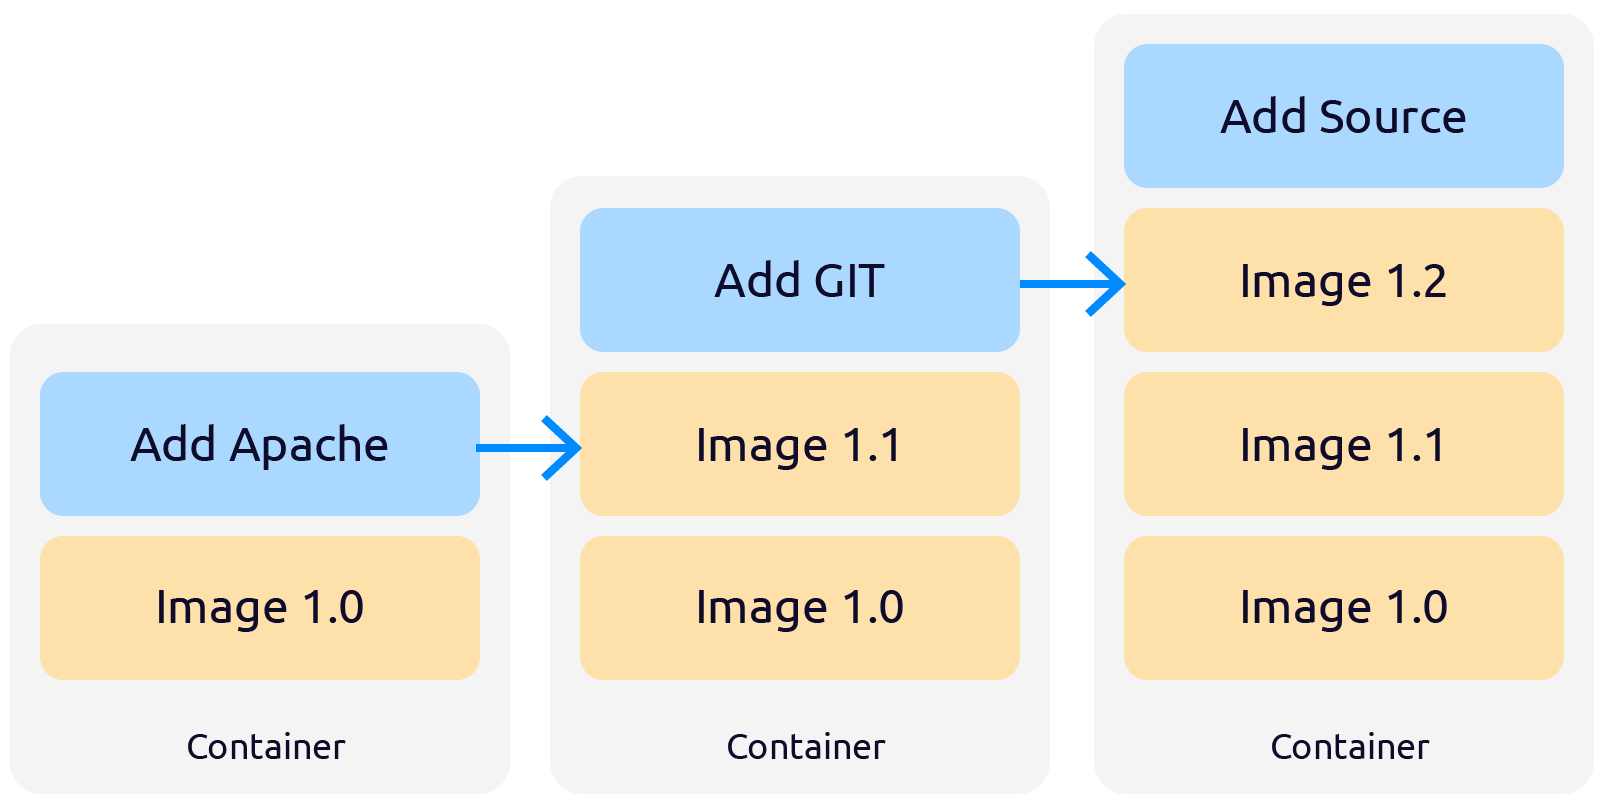 Add Apache
Image 1.0
Container
Add GIT
Image 1.1
Image 1.0
Container
Add Source
Image 1.2
Image 1.1
Image 1.0
Container